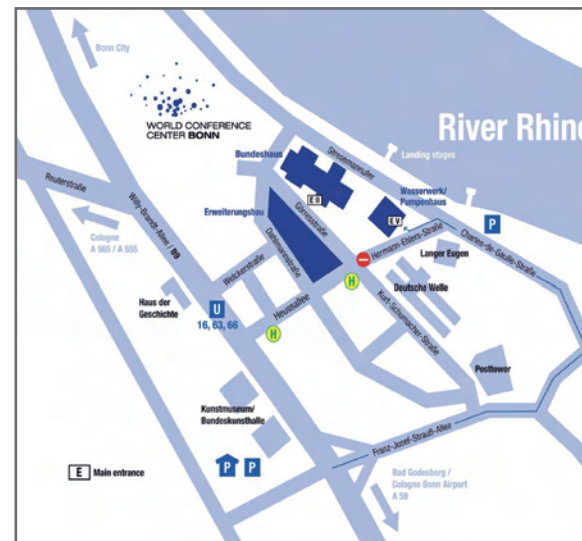 Bonn City
WORLD CONFERENCE
CENTER BONN
River Rhine
Landing stages
Stresemannufer
Bundeshaus
Wasserwerk/
Pumpenhaus
Reuterstraße
E B
E V
P
Erweiterungsbau
Görresstraße
Hermann-Ehlers-Straße
Charles-de-Gaulle-Straße
Willy-Brandt-Allee / B9
Cologne
A 565 / A 555
Dahlmannstraße
Langer Eugen
Welckerstraße
H
Deutsche Welle
Haus der
Geschichte
U
16, 63, 66
Heussallee
H
Kurt-Schumacher-Straße
Posttower
Kunstmuseum/
Bundeskunsthalle
Franz-Josef-Strauß-Allee
P P
E Main entrance
Bad Godesberg /
Cologne Bonn Airport
A 59